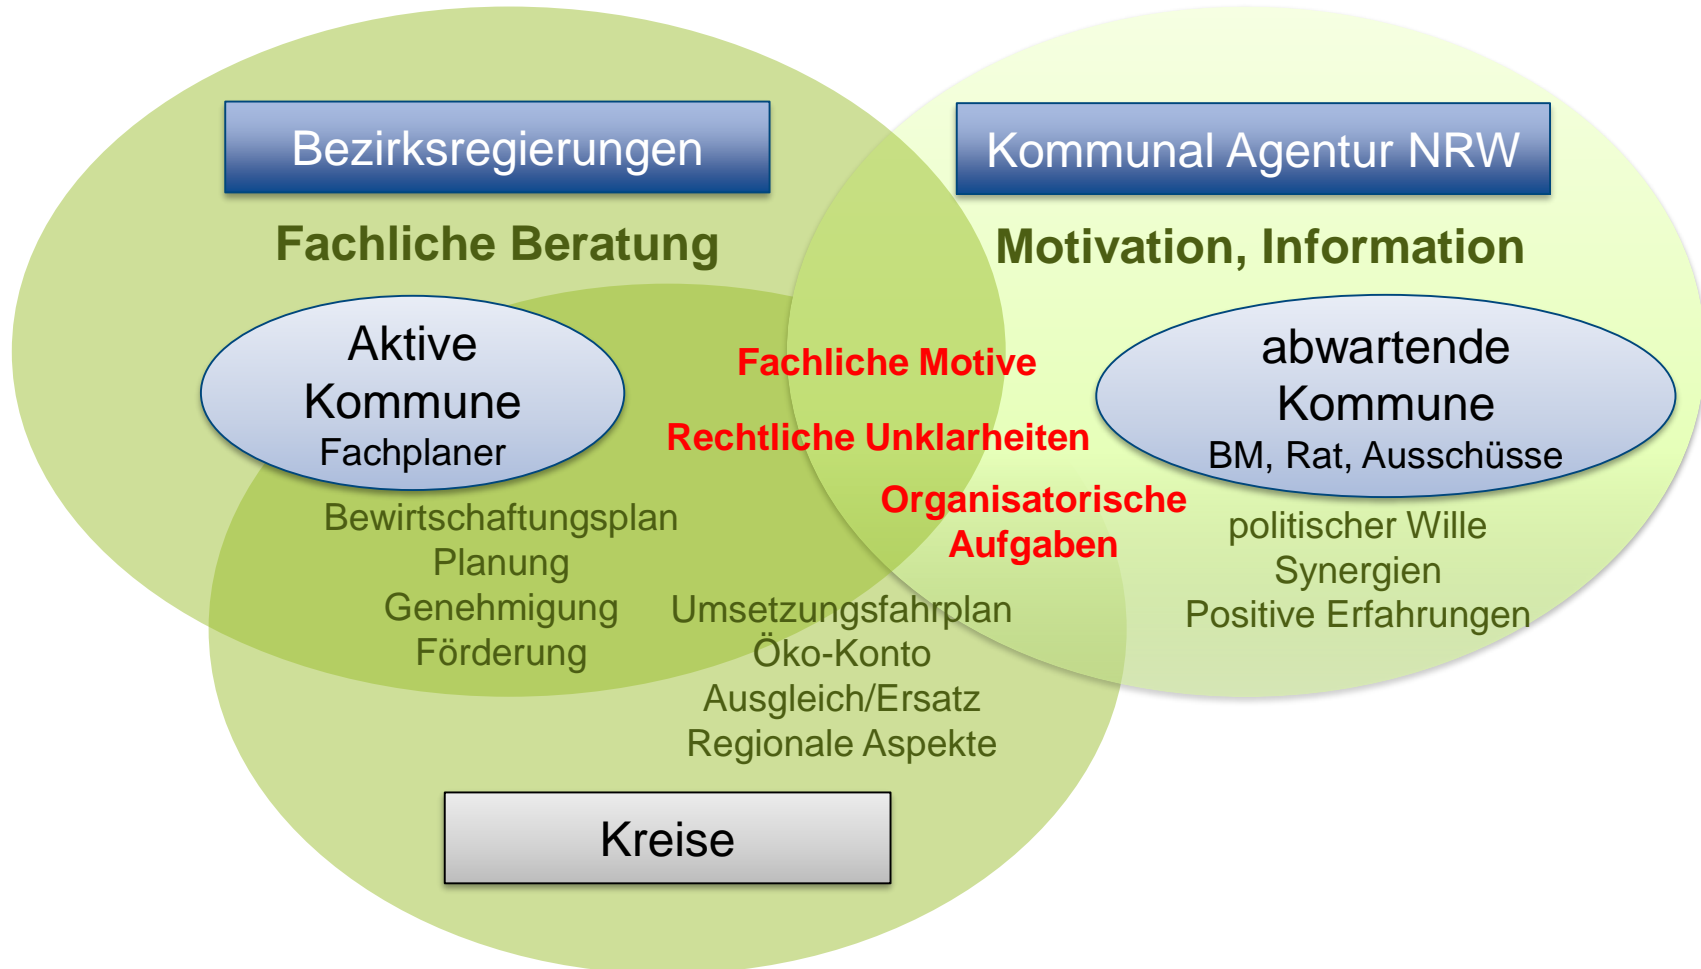 Bezirksregierungen
Fachliche Beratung
Aktive
Kommune
Fachplaner
Bewirtschaftungsplan
Planung
Genehmigung
Förderung
Fachliche Motive
Rechtliche Unklarheiten
Organisatorische
Aufgaben
Umsetzungsfahrplan
Öko-Konto
Ausgleich/Ersatz
Regionale Aspekte
Kreise
Kommunal Agentur NRW
Motivation, Information
abwartende
Kommune
BM, Rat, Ausschüsse
politischer Wille
Synergien
Positive Erfahrungen